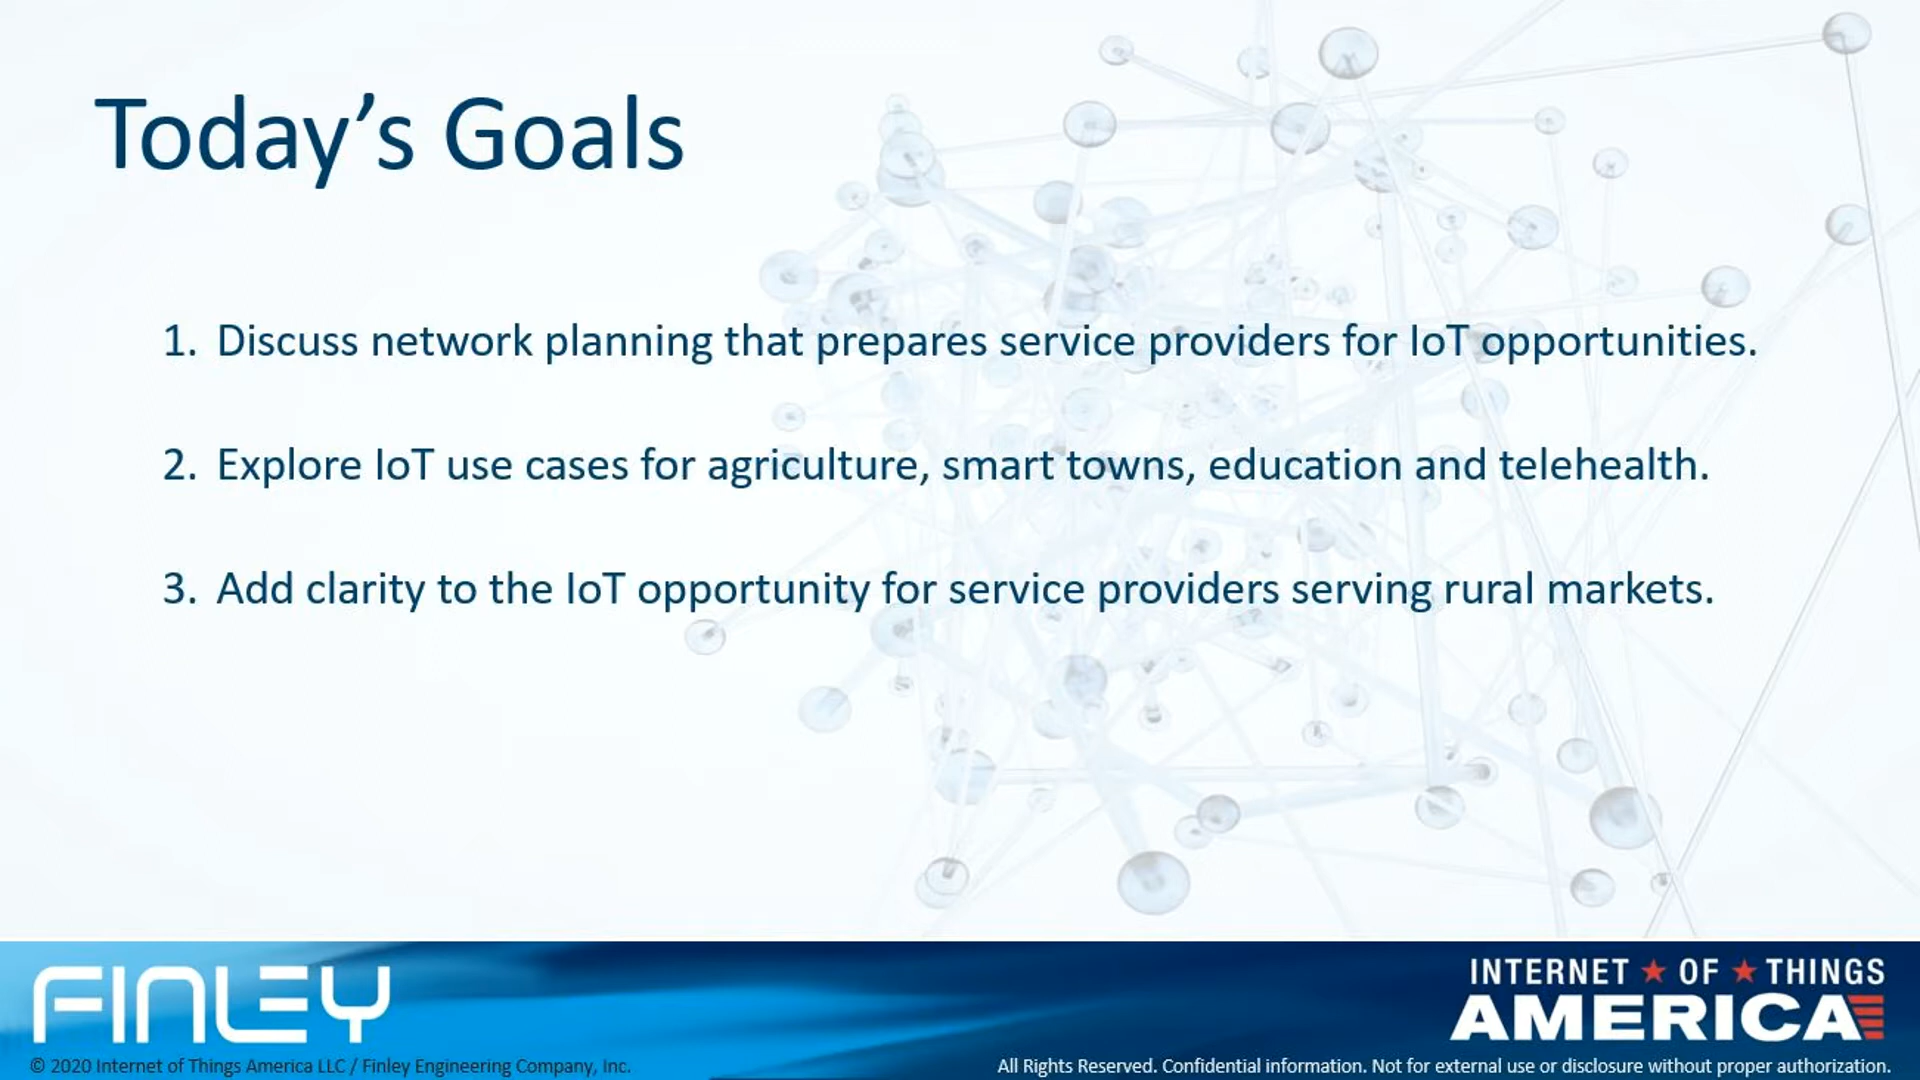 Today’s Goals
1. Discuss network planning that prepares service providers for IoT opportunities.
2. Explore IoT use cases for agriculture, smart towns, education and telehealth.
3. Add clarity to the IoT opportunity for service providers serving rural markets.
FINLEY
INTERNET ★ OF ★ THINGS
AMERICA
© 2020 Internet of Things America LLC / Finley Engineering Company, Inc.
All Rights Reserved. Confidential information. Not for external use or disclosure without proper authorization.